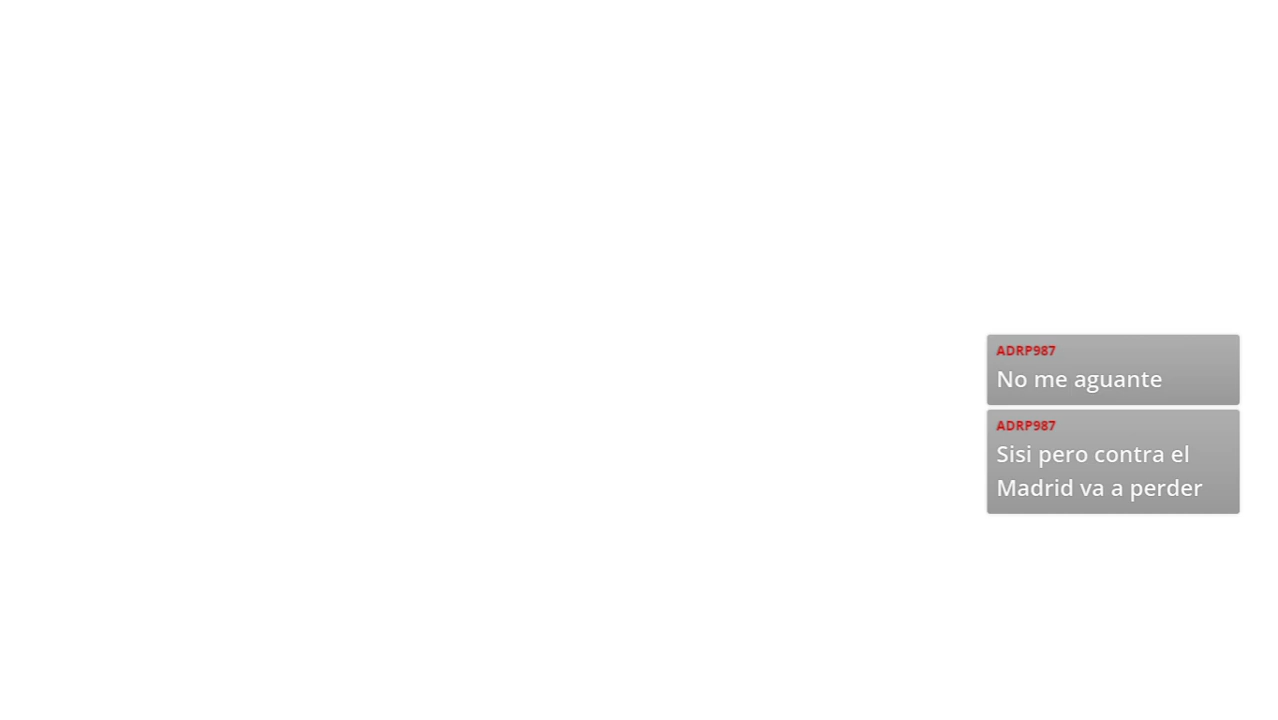 ADRP987
No me aguante
ADRP987
Sisi pero contra el
Madrid va a perder